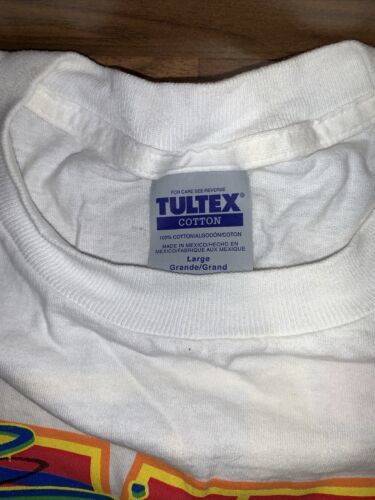 FOR CARE SEE REVERSE
TULTEX®
COTTON
100% COTTON/ALGODÓN/COTON
MADE IN MEXICO/HECHO EN
MEXICO/FABRIQUE AUX MEXIQUE
Large
Grande/Grand